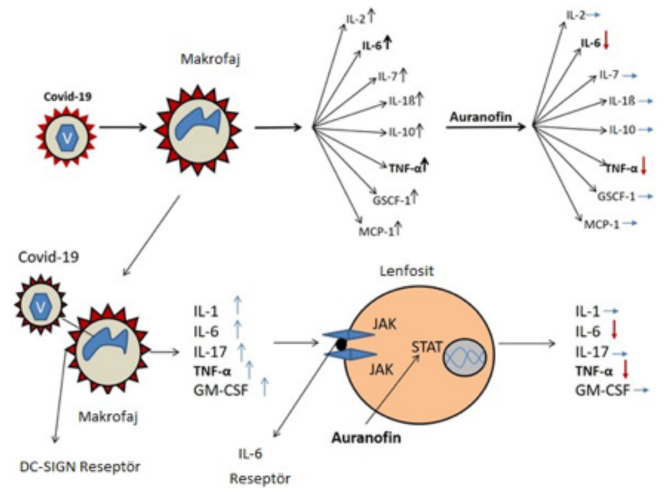 Covid-19
V
Makrofaj
IL-2↑
IL-6↑
IL-7↑
IL-1ß↑
IL-10↑
TNF-α↑
GSCF-1↑
MCP-1↑
Auranofin
IL-2→
IL-6↓
IL-7→
IL-1ß→
IL-10→
TNF-α↓
GSCF-1→
MCP-1→
Covid-19
V
Makrofaj
DC-SIGN Reseptör
IL-1 ↑
IL-6 ↑
IL-17 ↑
TNF-α ↑
GM-CSF ↑
Lenfosit
JAK
STAT
JAK
Auranofin
IL-6
Reseptör
IL-1 →
IL-6 ↓
IL-17 →
TNF-α ↓
GM-CSF →